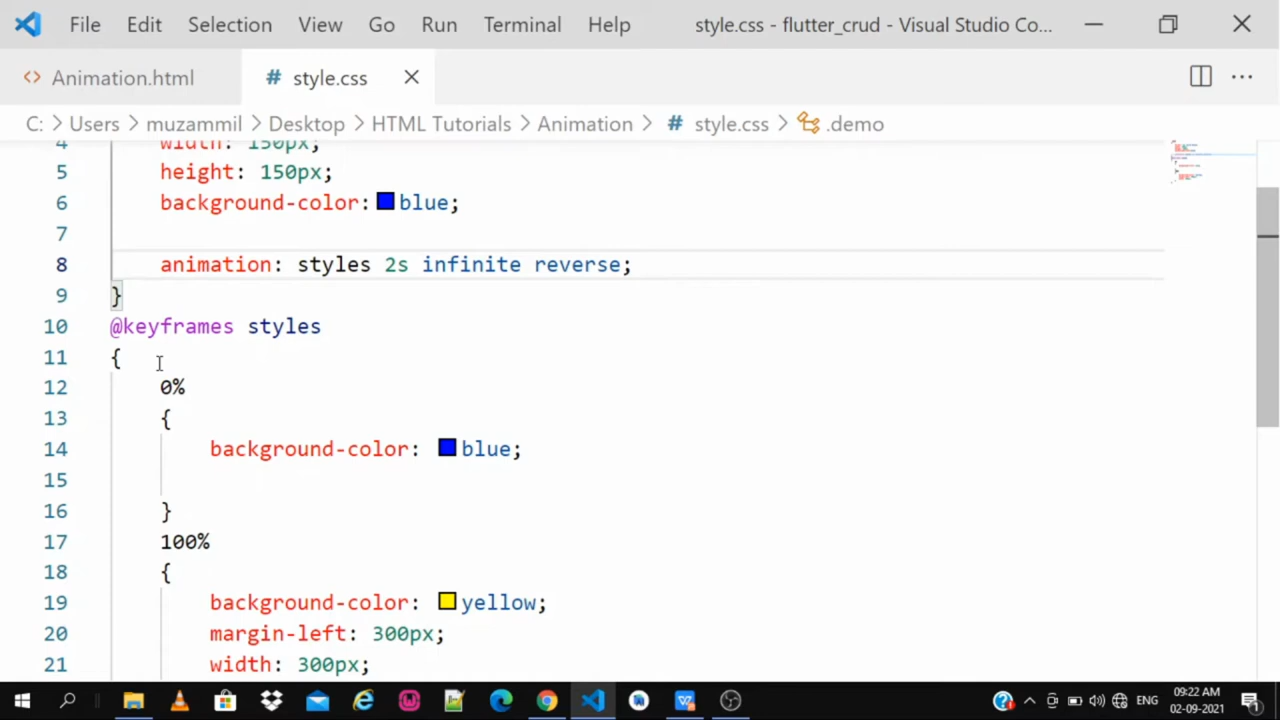 File Edit Selection View Go Run Terminal Help style.css - flutter_crud - Visual Studio Co...
Animation.html style.css
C: > Users > muzammil > Desktop > HTML Tutorials > Animation > # style.css > .demo
4 width: 150px;
5 height: 150px;
6 background-color: blue;
7
8 animation: styles 2s infinite reverse;
9 }
10 @keyframes styles
11 {
12 0%
13 {
14 background-color: blue;
15
16 }
17 100%
18 {
19 background-color: yellow;
20 margin-left: 300px;
21 width: 300px;
ENG 09:22 AM
02-09-2021